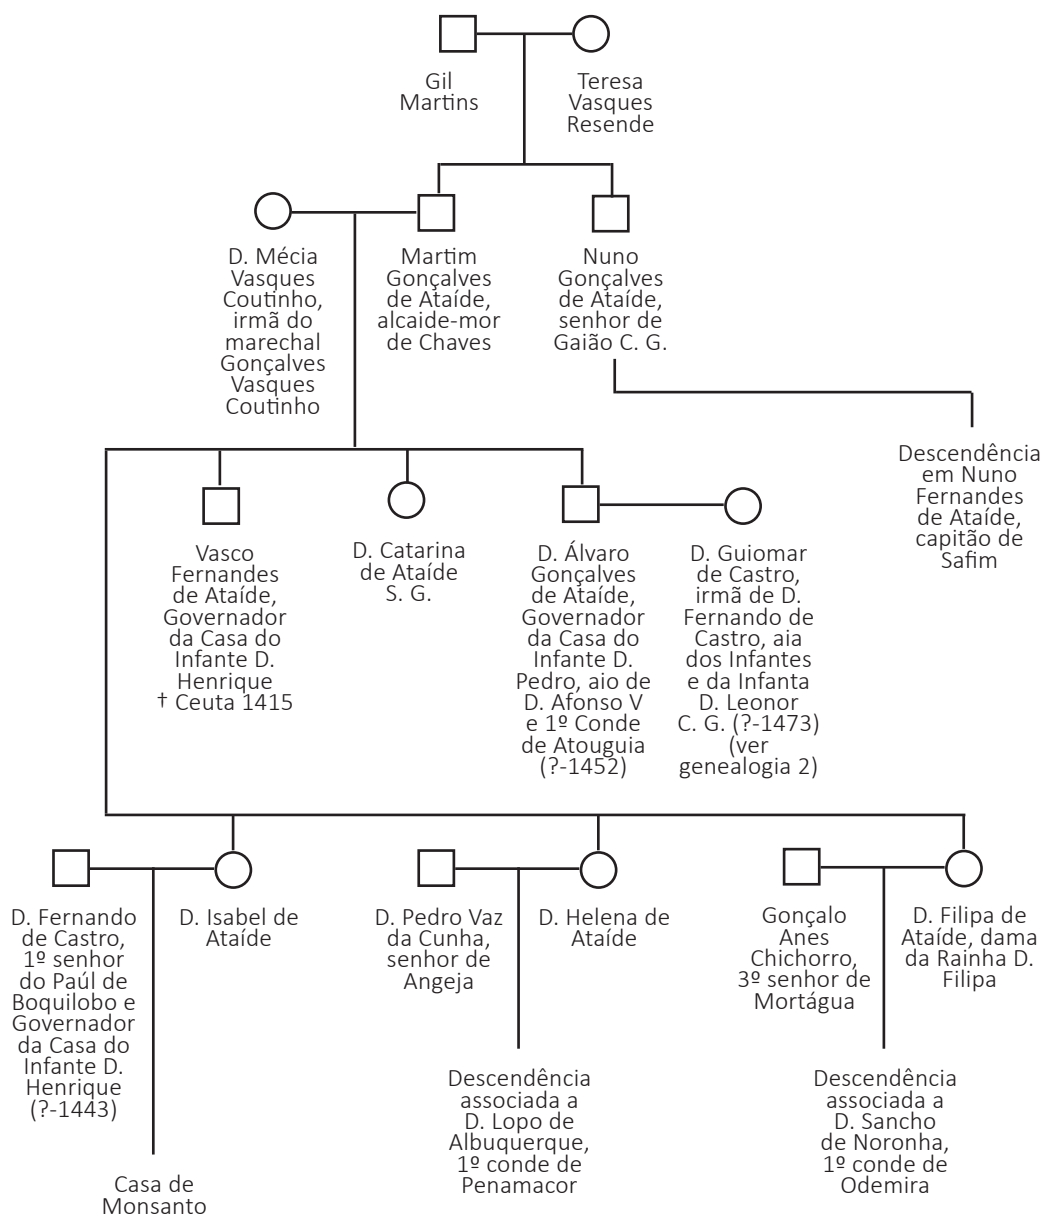 Gil
Martins
Teresa
Vasques
Resende
D. Mécia
Vasques
Coutinho,
irmã do
marechal
Gonçalves
Vasques
Coutinho
Martim
Gonçalves
de Ataíde,
alcaide-mor
de Chaves
Nuno
Gonçalves
de Ataíde,
senhor de
Gaião C. G.
Descendência
em Nuno
Fernandes
de Ataíde,
capitão de
Safim
Vasco
Fernandes
de Ataíde,
Governador
da Casa do
Infante D.
Henrique
† Ceuta 1415
D. Catarina
de Ataíde
S. G.
D. Álvaro
Gonçalves
de Ataíde,
Governador
da Casa do
Infante D.
Pedro, aio de
D. Afonso V
e 1º Conde
de Atouguia
(?-1452)
D. Guiomar
de Castro,
irmã de D.
Fernando de
Castro, aia
dos Infantes
e da Infanta
D. Leonor
C. G. (?-1473)
(ver
genealogia 2)
D. Fernando
de Castro,
1º senhor
do Paúl de
Boquilobo e
Governador
da Casa do
Infante D.
Henrique
(?-1443)
D. Isabel de
Ataíde
D. Pedro Vaz
da Cunha,
senhor de
Angeja
D. Helena de
Ataíde
Gonçalo
Anes
Chichorro,
3º senhor de
Mortágua
D. Filipa de
Ataíde, dama
da Rainha D.
Filipa
Casa de
Monsanto
Descendência
associada a
D. Lopo de
Albuquerque,
1º conde de
Penamacor
Descendência
associada a
D. Sancho
de Noronha,
1º conde de
Odemira